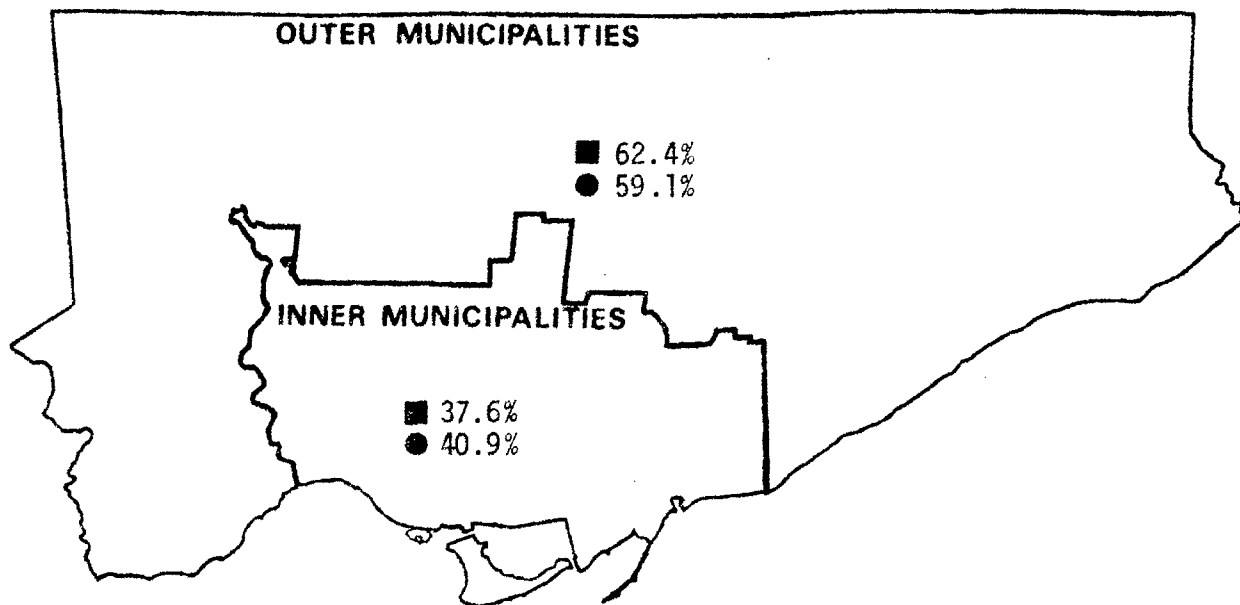 OUTER MUNICIPALITIES
■ 62.4%
● 59.1%
INNER MUNICIPALITIES
■ 37.6%
● 40.9%